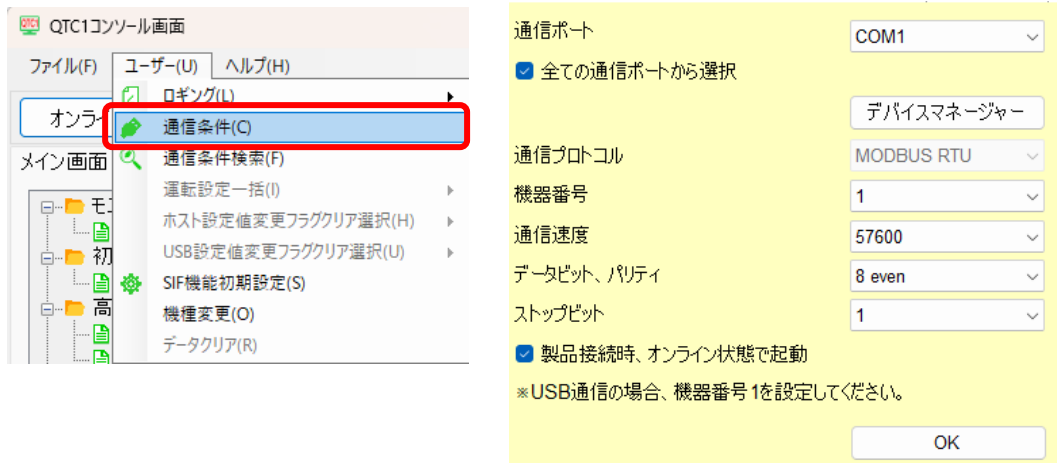 QTC1コンソール画面
ファイル(F) ユーザー(U) ヘルプ(H)
ロギング(L)
オンラ
通信条件(C)
メイン画面
通信条件検索(F)
運転設定一括(I)
モ
ホスト設定値変更フラグクリア選択(H)
初
USB設定値変更フラグクリア選択(U)
SIF機能初期設定(S)
高
機種変更(O)
データクリア(R)
通信ポート COM1
全ての通信ポートから選択
デバイスマネージャー
通信プロトコル MODBUS RTU
機器番号 1
通信速度 57600
データビット、パリティ 8 even
ストップビット 1
製品接続時、オンライン状態で起動
※USB通信の場合、機器番号1を設定してください。
OK